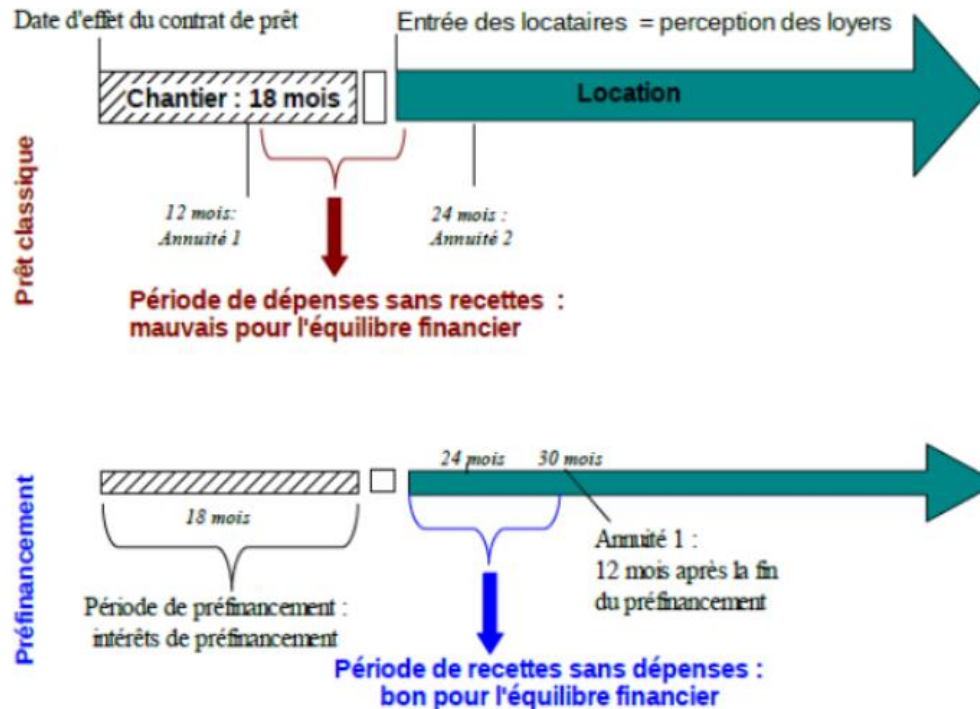 Date d'effet du contrat de prêt
Entrée des locataires = perception des loyers
Chantier : 18 mois
Location
Prêt classique
12 mois:
Annuité 1
24 mois :
Annuité 2
Période de dépenses sans recettes :
mauvais pour l'équilibre financier
Préfinancement
24 mois
30 mois
18 mois
Annuité 1 :
12 mois après la fin
du préfinancement
Période de préfinancement :
intérêts de préfinancement
Période de recettes sans dépenses :
bon pour l'équilibre financier